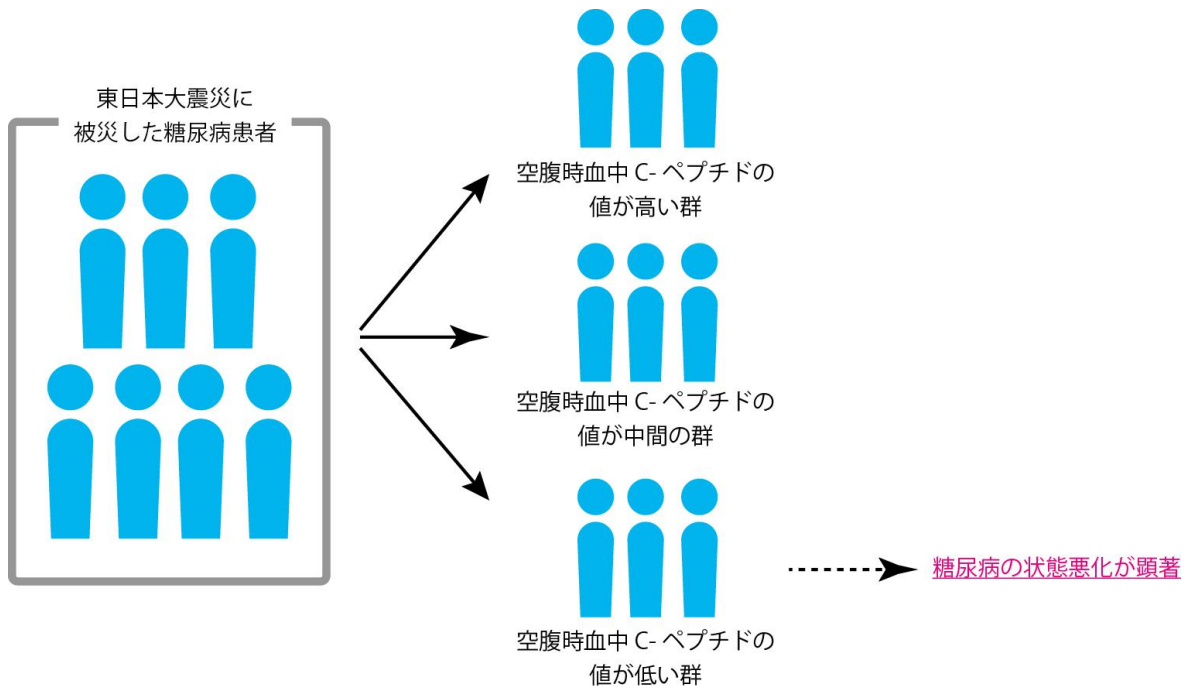 東日本大震災に
被災した糖尿病患者
空腹時血中 C- ペプチドの
値が高い群
空腹時血中 C- ペプチドの
値が中間の群
空腹時血中 C- ペプチドの
値が低い群
糖尿病の状態悪化が顕著